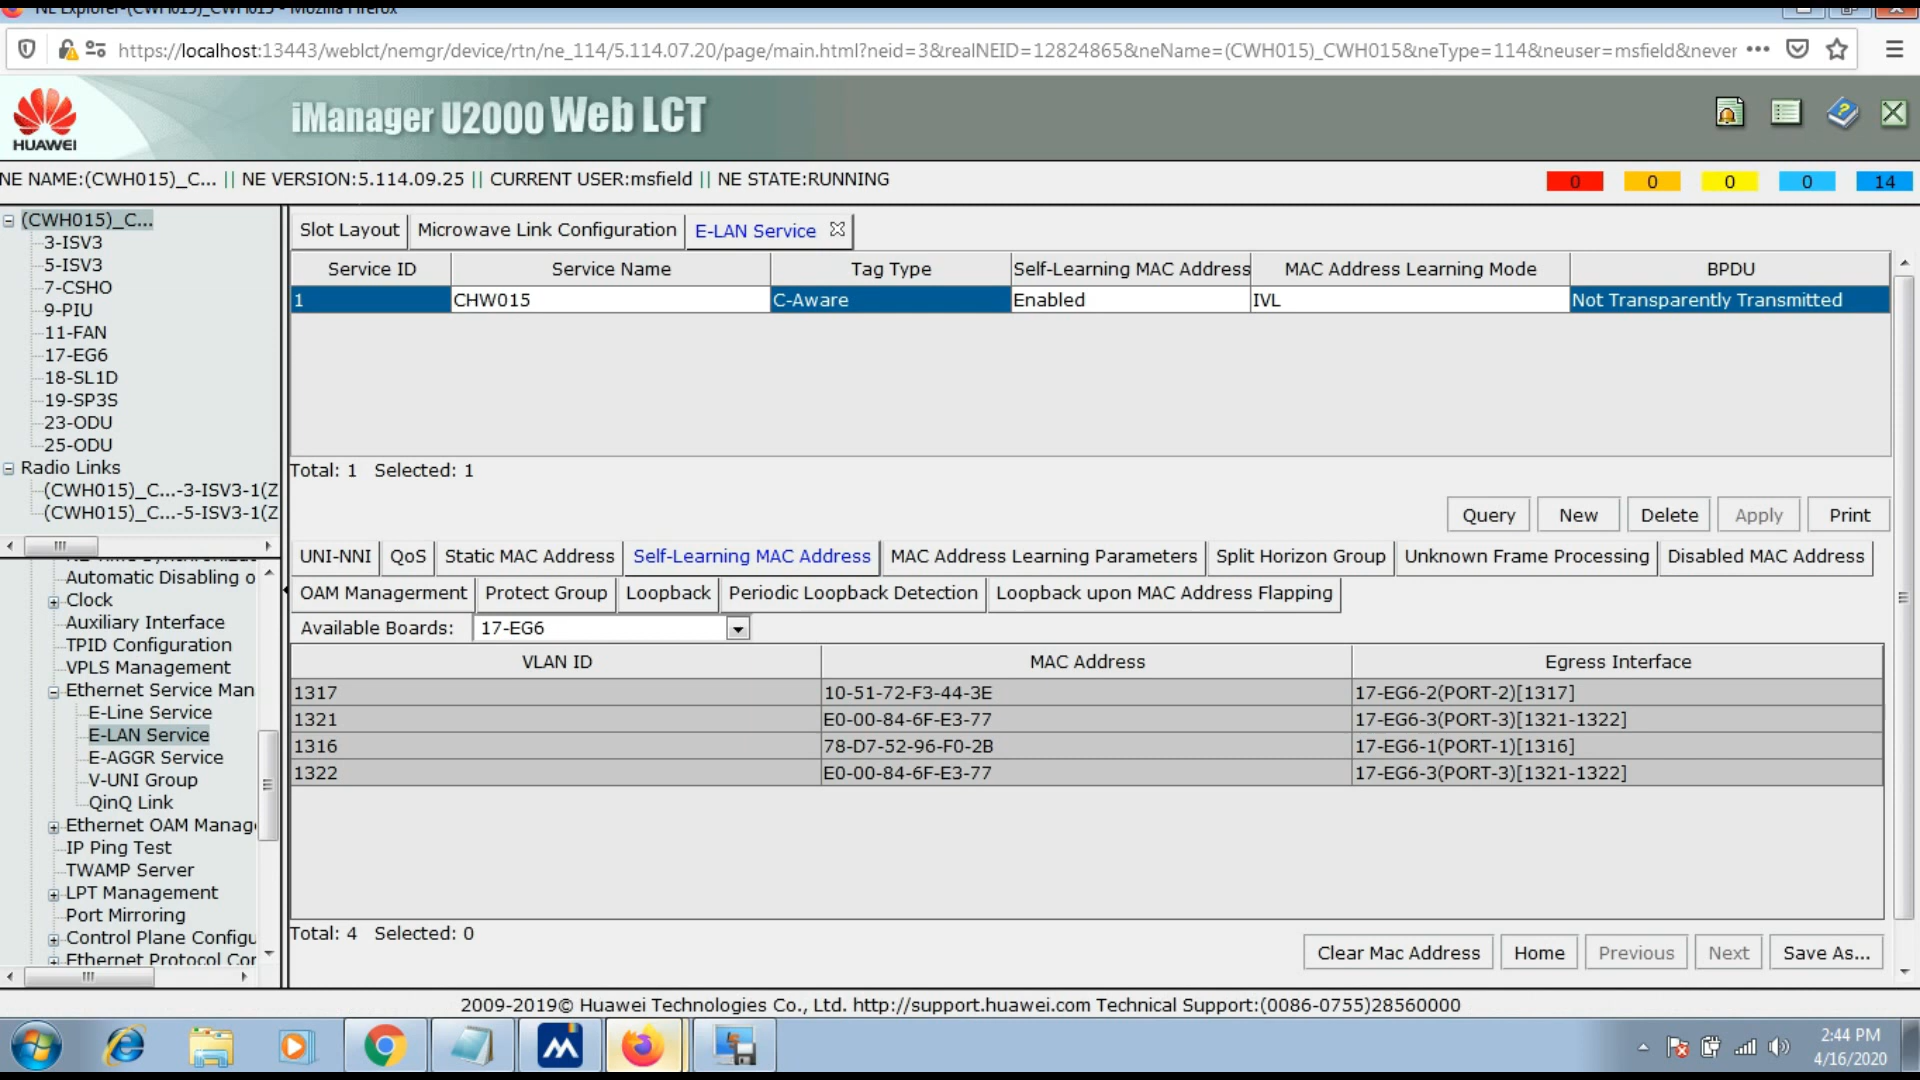 NE Explorer-(CWH015)_CWH015 - Mozilla Firefox
https://localhost:13443/weblct/nemgr/device/rtn/ne_114/5.114.07.20/page/main.html?neid=3&realNEID=12824865&neName=(CWH015)_CWH015&neType=114&neuser=msfield&never
HUAWEI
iManager U2000 Web LCT
NE NAME:(CWH015)_C... || NE VERSION:5.114.09.25 || CURRENT USER:msfield || NE STATE:RUNNING
0 0 0 0 14
(CWH015)_C...
3-ISV3
5-ISV3
7-CSHO
9-PIU
11-FAN
17-EG6
18-SL1D
19-SP3S
23-ODU
25-ODU
Radio Links
(CWH015)_C...-3-ISV3-1(Z
(CWH015)_C...-5-ISV3-1(Z
Automatic Disabling o
Clock
Auxiliary Interface
TPID Configuration
VPLS Management
Ethernet Service Man
E-Line Service
E-LAN Service
E-AGGR Service
V-UNI Group
QinQ Link
Ethernet OAM Manag
IP Ping Test
TWAMP Server
LPT Management
Port Mirroring
Control Plane Configu
Ethernet Protocol Cor
Slot Layout Microwave Link Configuration E-LAN Service
Service ID Service Name Tag Type Self-Learning MAC Address MAC Address Learning Mode BPDU
1 CHW015 C-Aware Enabled IVL Not Transparently Transmitted
Total: 1 Selected: 1
Query New Delete Apply Print
UNI-NNI QoS Static MAC Address Self-Learning MAC Address MAC Address Learning Parameters Split Horizon Group Unknown Frame Processing Disabled MAC Address
OAM Managerment Protect Group Loopback Periodic Loopback Detection Loopback upon MAC Address Flapping
Available Boards: 17-EG6
VLAN ID MAC Address Egress Interface
1317 10-51-72-F3-44-3E 17-EG6-2(PORT-2)[1317]
1321 E0-00-84-6F-E3-77 17-EG6-3(PORT-3)[1321-1322]
1316 78-D7-52-96-F0-2B 17-EG6-1(PORT-1)[1316]
1322 E0-00-84-6F-E3-77 17-EG6-3(PORT-3)[1321-1322]
Total: 4 Selected: 0
Clear Mac Address Home Previous Next Save As...
2009-2019© Huawei Technologies Co., Ltd. http://support.huawei.com Technical Support:(0086-0755)28560000
2:44 PM
4/16/2020